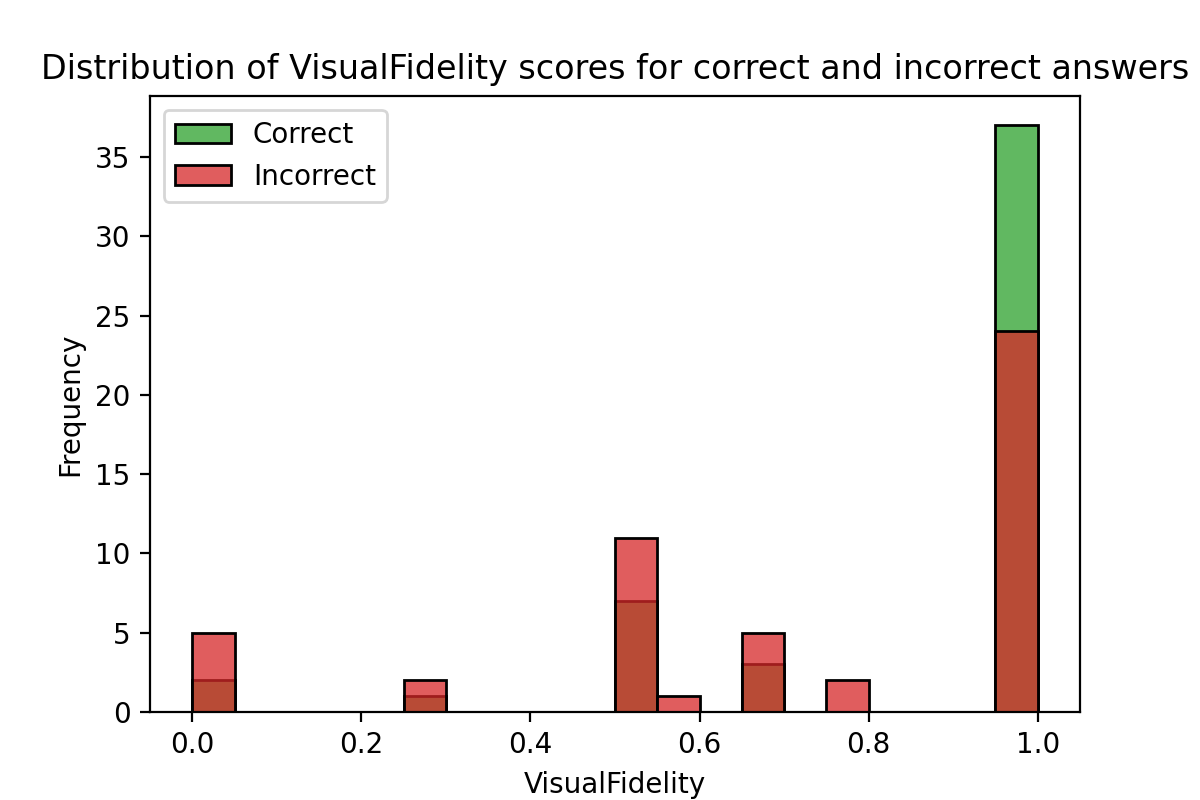 Distribution of VisualFidelity scores for correct and incorrect answers
Correct
Incorrect
Frequency
35
30
25
20
15
10
5
0
0.0 0.2 0.4 0.6 0.8 1.0
VisualFidelity